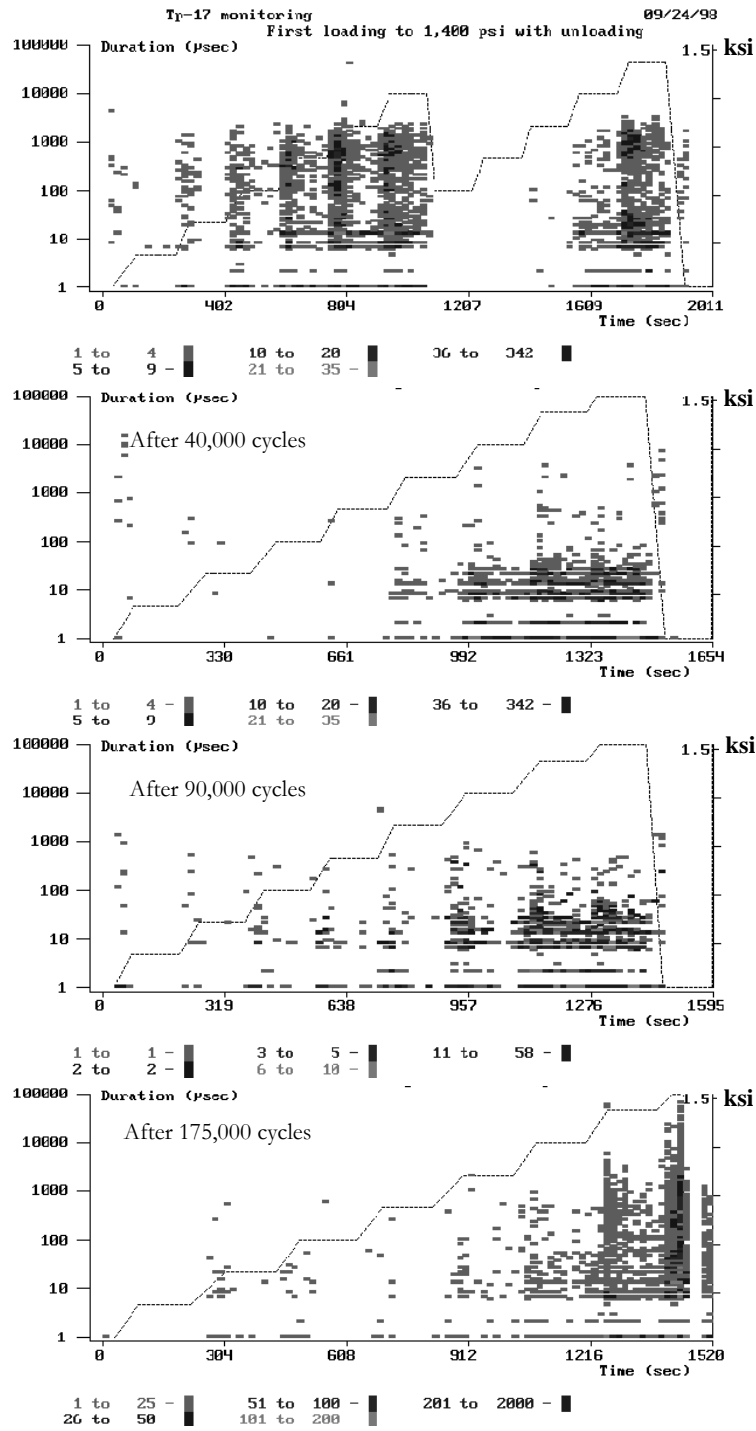 Tp-17 monitoring 09/24/98
First loading to 1,400 psi with unloading
100000 Duration (µsec) 1.5 ksi
10000
1000
100
10
1
0 402 804 1207 1609 2011
Time (sec)
1 to 4 10 to 20 36 to 342
5 to 9 - 21 to 35 -
100000 Duration (µsec) 1.5 ksi
After 40,000 cycles
10000
1000
100
10
1
0 330 661 992 1323 1654
Time (sec)
1 to 4 - 10 to 20 - 36 to 342 -
5 to 9 21 to 35
100000 Duration (µsec) 1.5 ksi
After 90,000 cycles
10000
1000
100
10
1
0 319 638 957 1276 1595
Time (sec)
1 to 1 - 3 to 5 - 11 to 58 -
2 to 2 - 6 to 10 -
100000 Duration (µsec) 1.5 ksi
After 175,000 cycles
10000
1000
100
10
1
0 304 608 912 1216 1520
Time (sec)
1 to 25 - 51 to 100 - 201 to 2000 -
26 to 50 101 to 200